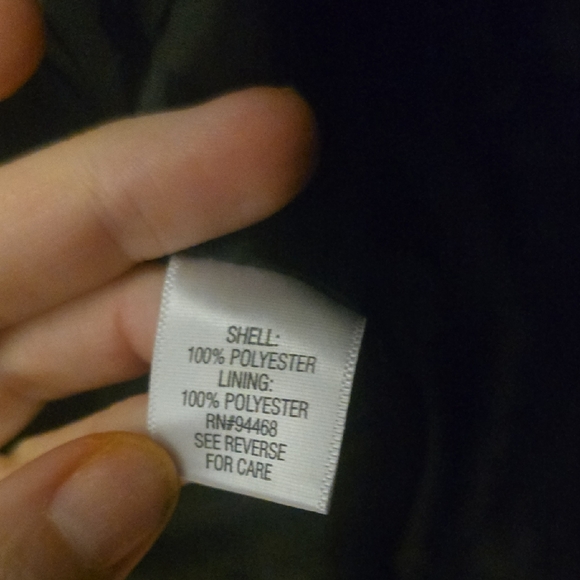 SHELL:
100% POLYESTER
LINING:
100% POLYESTER
RN#94468
SEE REVERSE
FOR CARE